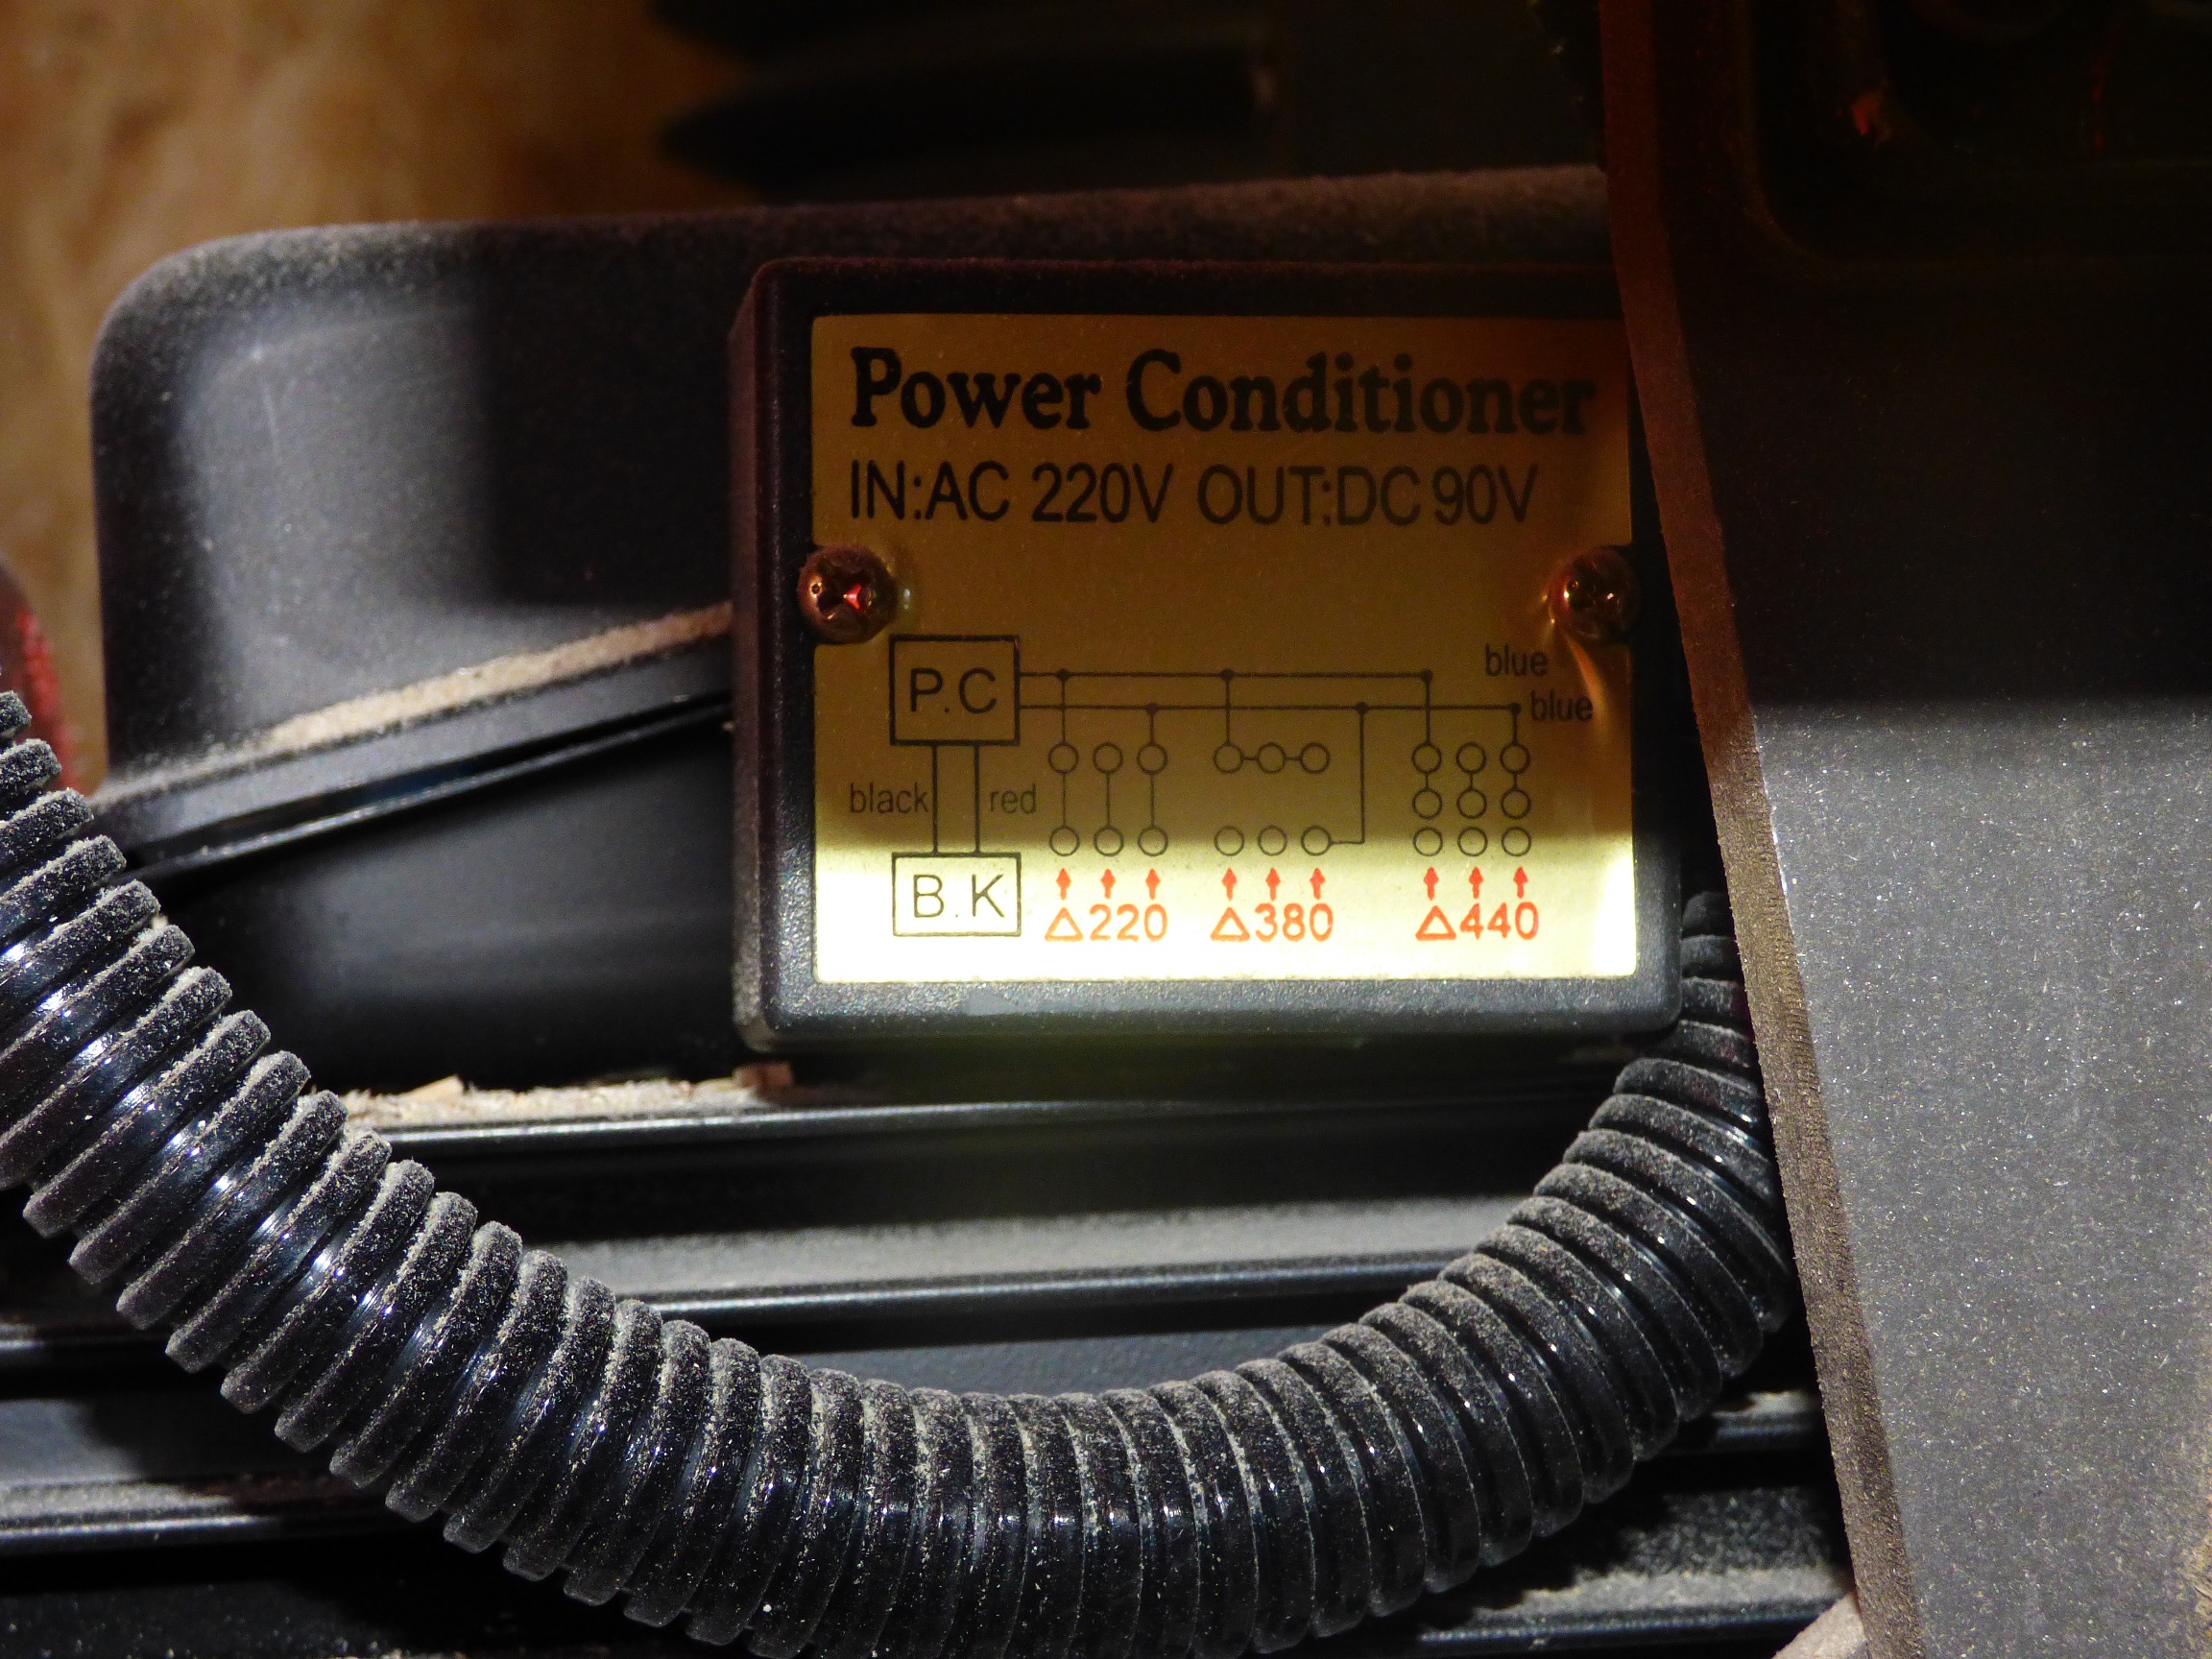 Power Conditioner
IN:AC 220V OUT:DC 90V
blue
P.C
blue
black
red
B.K
△220
△380
△440